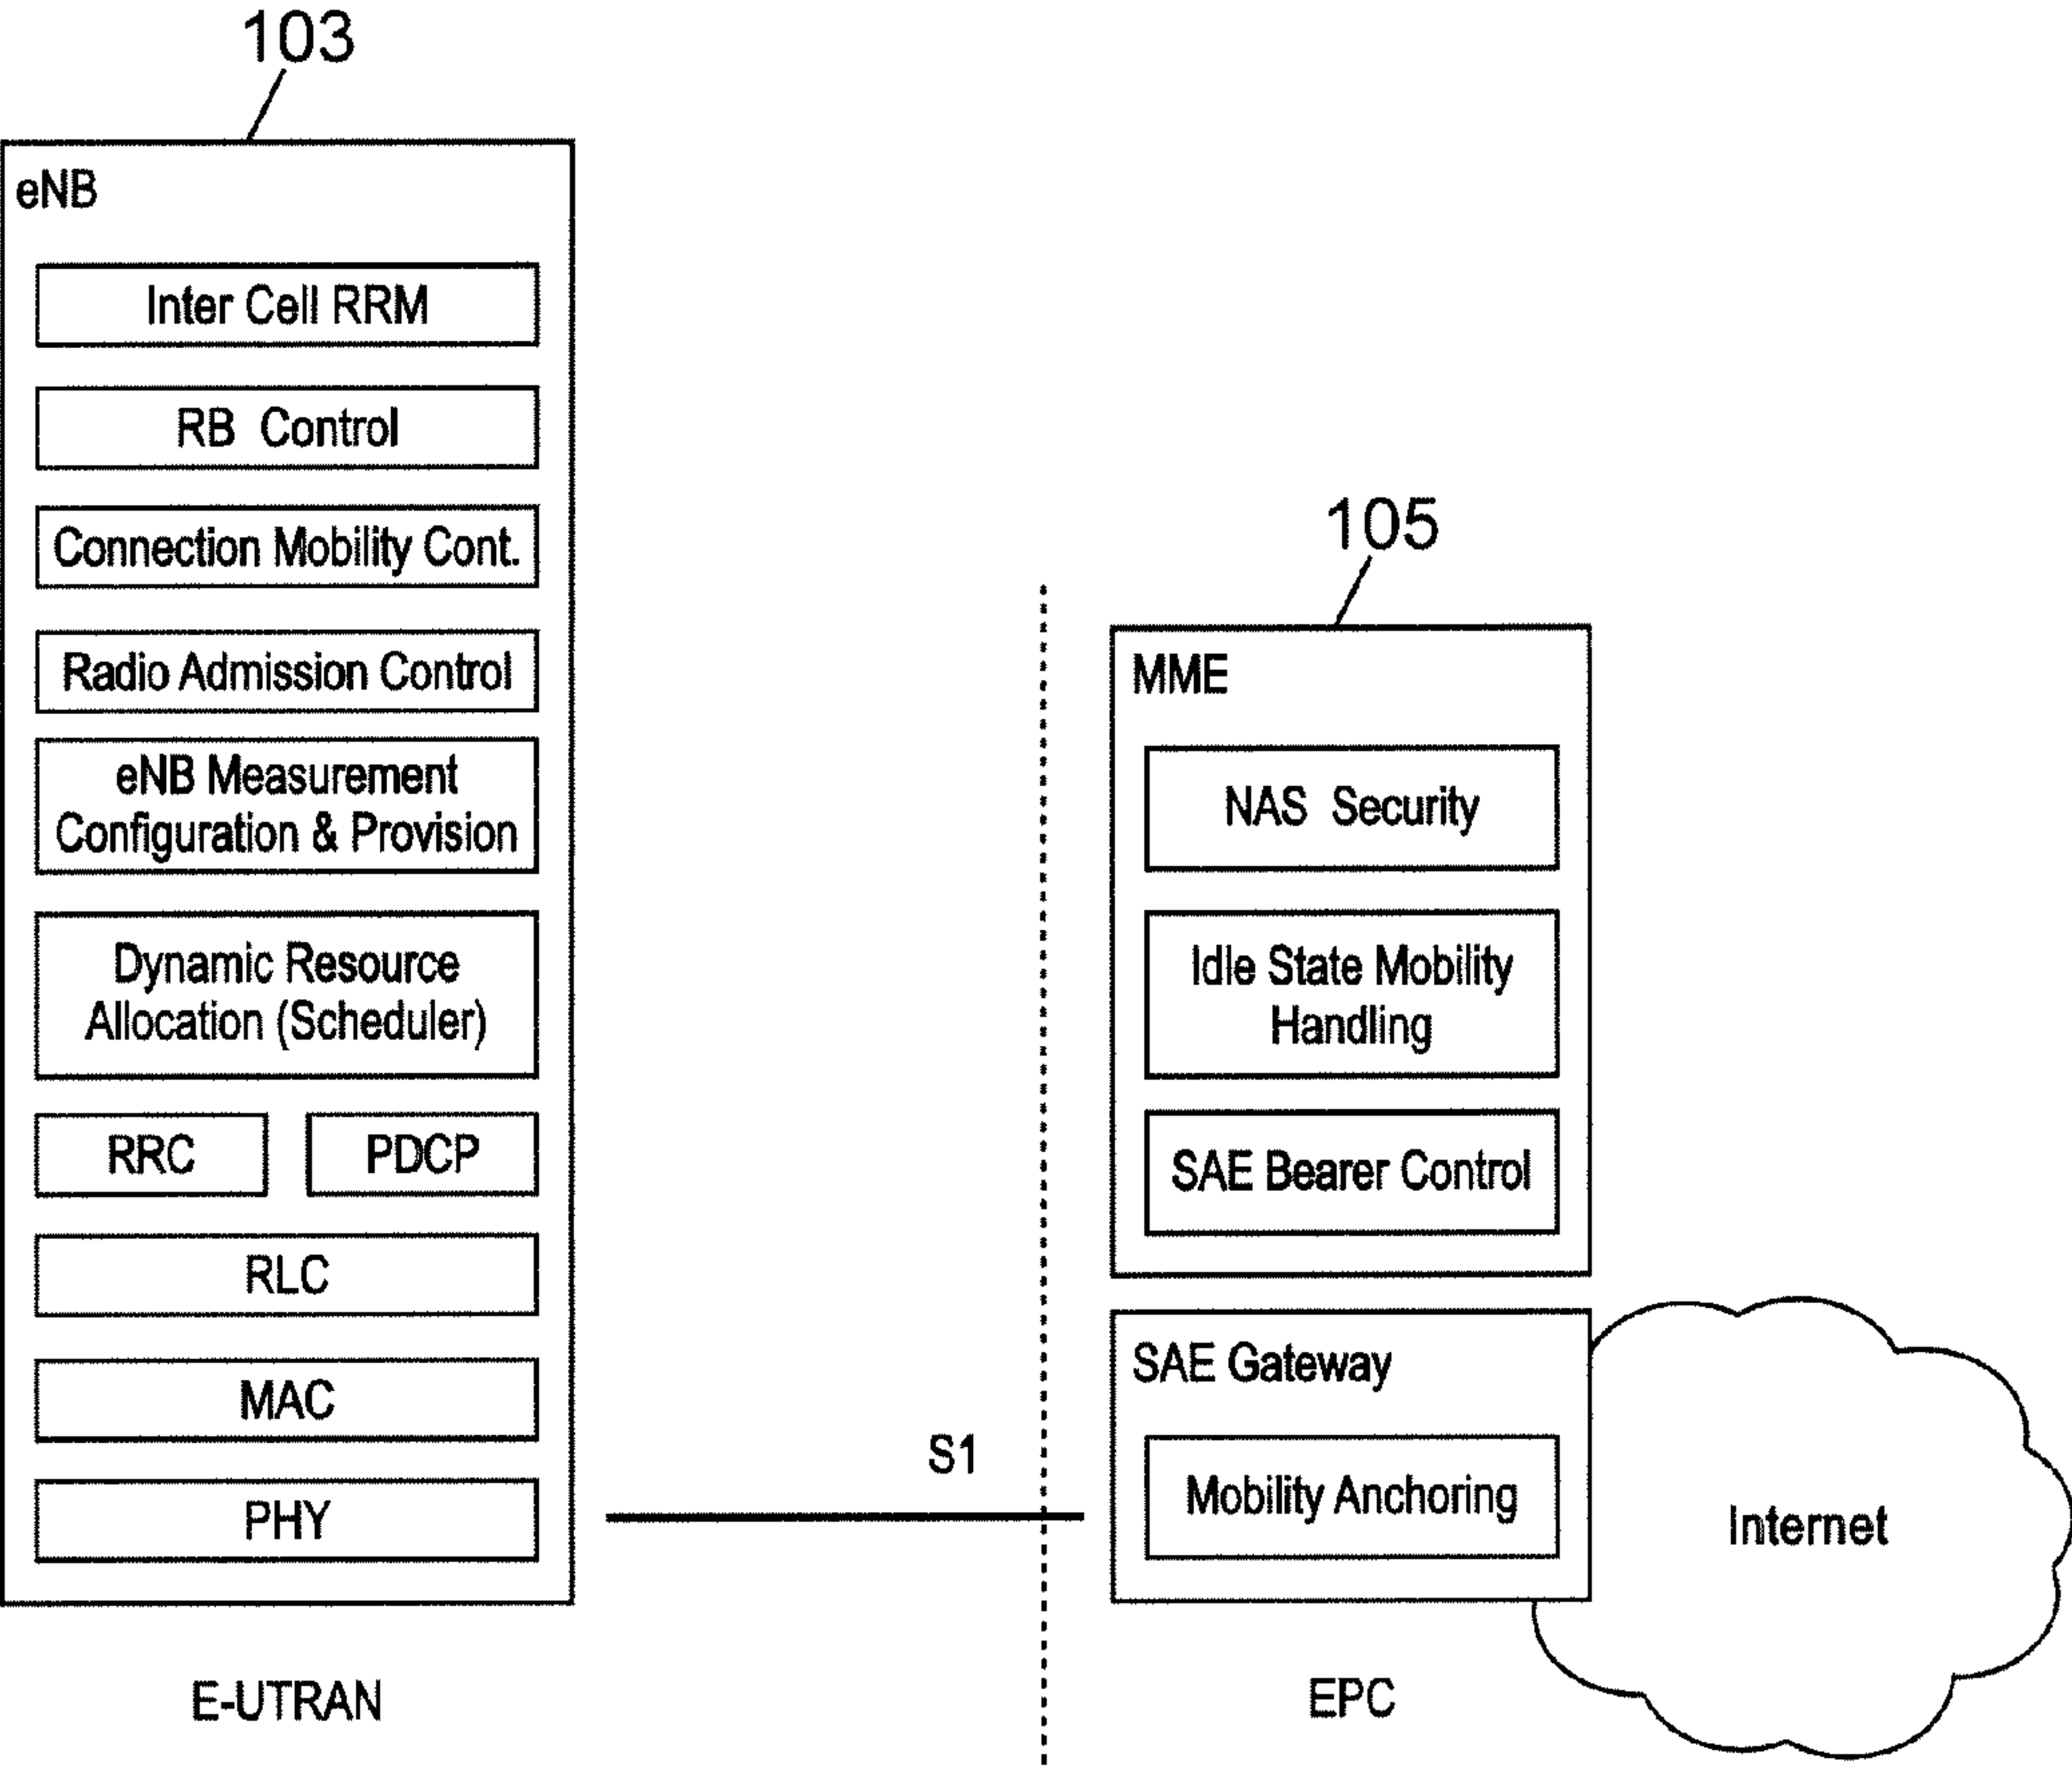 103
eNB
Inter Cell RRM
RB Control
Connection Mobility Cont.
Radio Admission Control
eNB Measurement
Configuration & Provision
Dynamic Resource
Allocation (Scheduler)
RRC
PDCP
RLC
MAC
PHY
E-UTRAN
S1
105
MME
NAS Security
Idle State Mobility
Handling
SAE Bearer Control
SAE Gateway
Mobility Anchoring
EPC
Internet